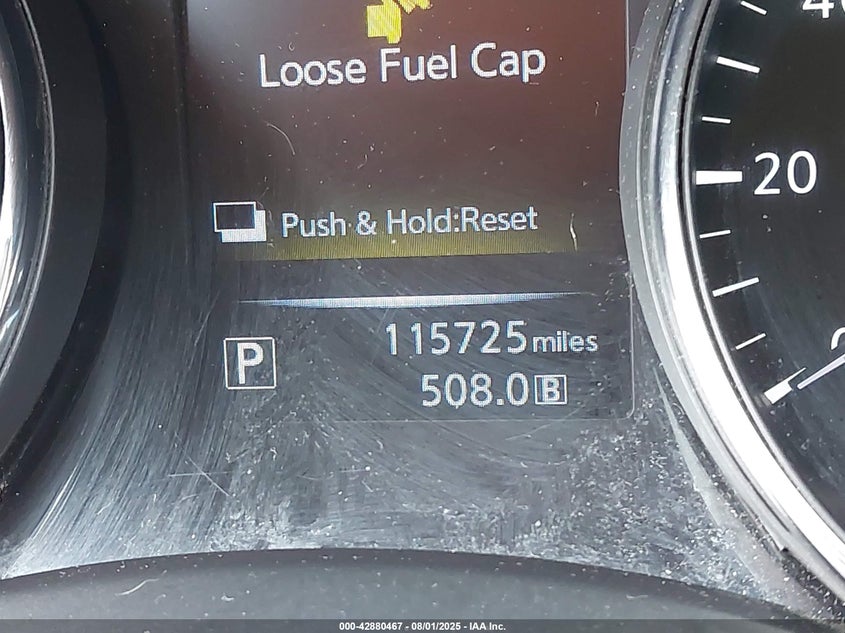 Loose Fuel Cap
Push & Hold:Reset
20
P
115725 miles
508.0 B
000-42880467 - 08/01/2025 - IAA Inc.